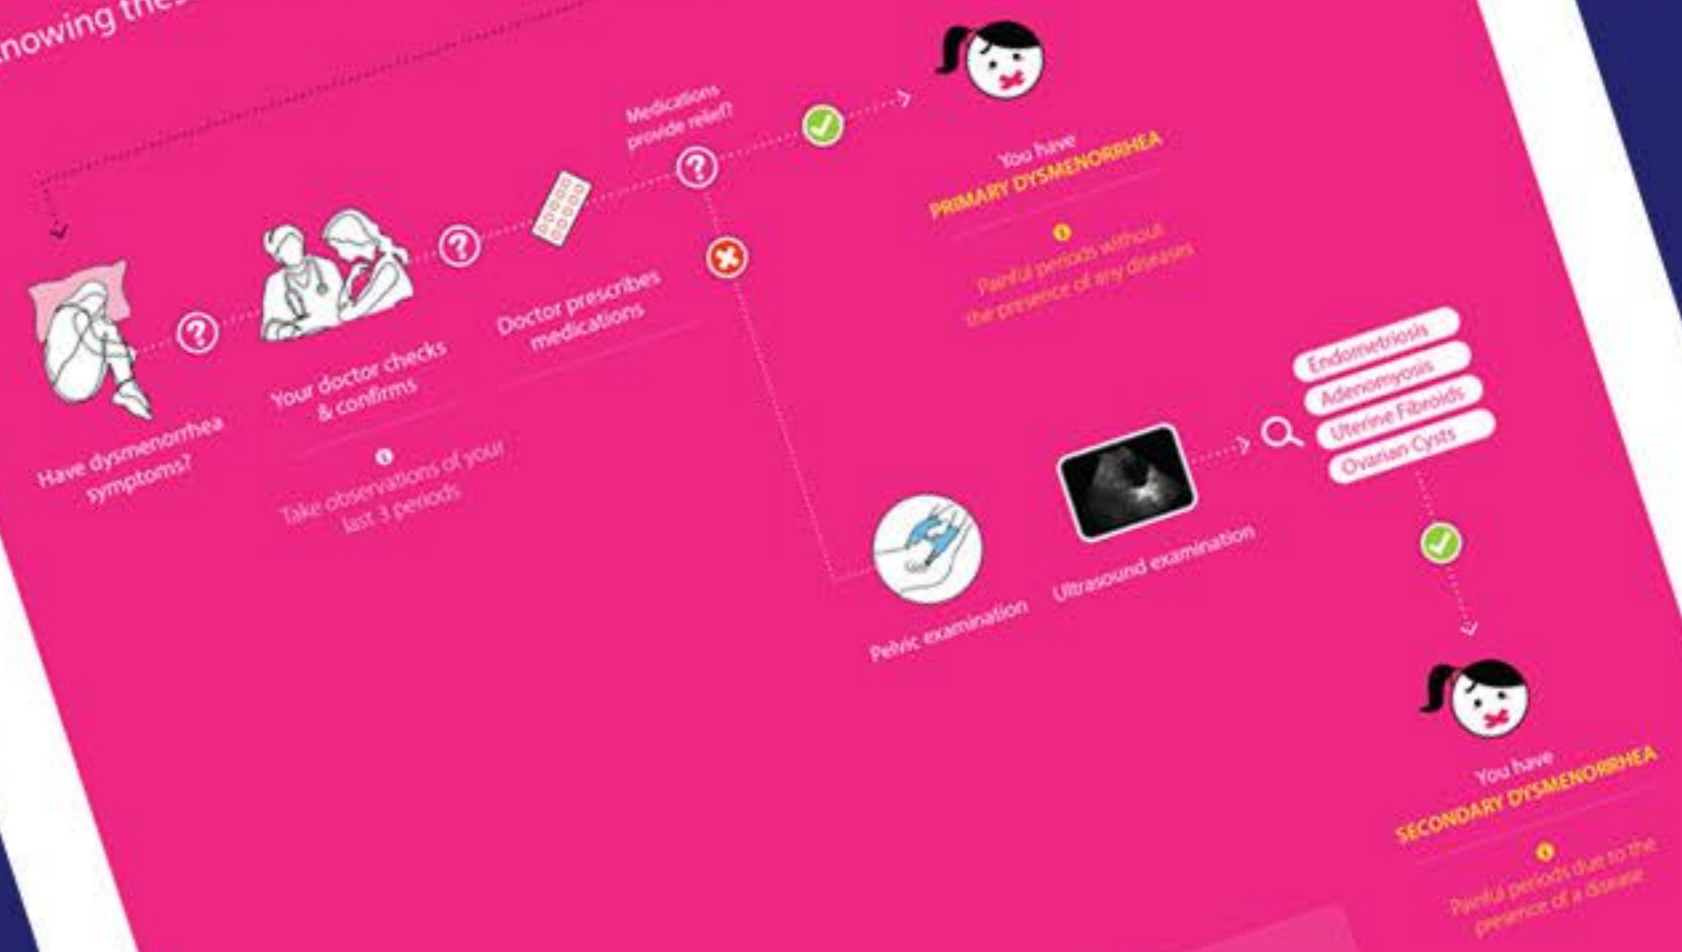 nowing thes
Medications
provide relief?
You have
PRIMARY DYSMENORRHEA
Painful periods without
the presence of any diseases
Have dysmenorrhea
symptoms?
Your doctor checks
& confirms
Take observations of your
last 3 periods
Doctor prescribes
medications
Pelvic examination
Ultrasound examination
Endometriosis
Adenomyosis
Uterine Fibroids
Ovarian Cysts
You have
SECONDARY DYSMENORRHEA
Painful periods due to the
presence of a disease